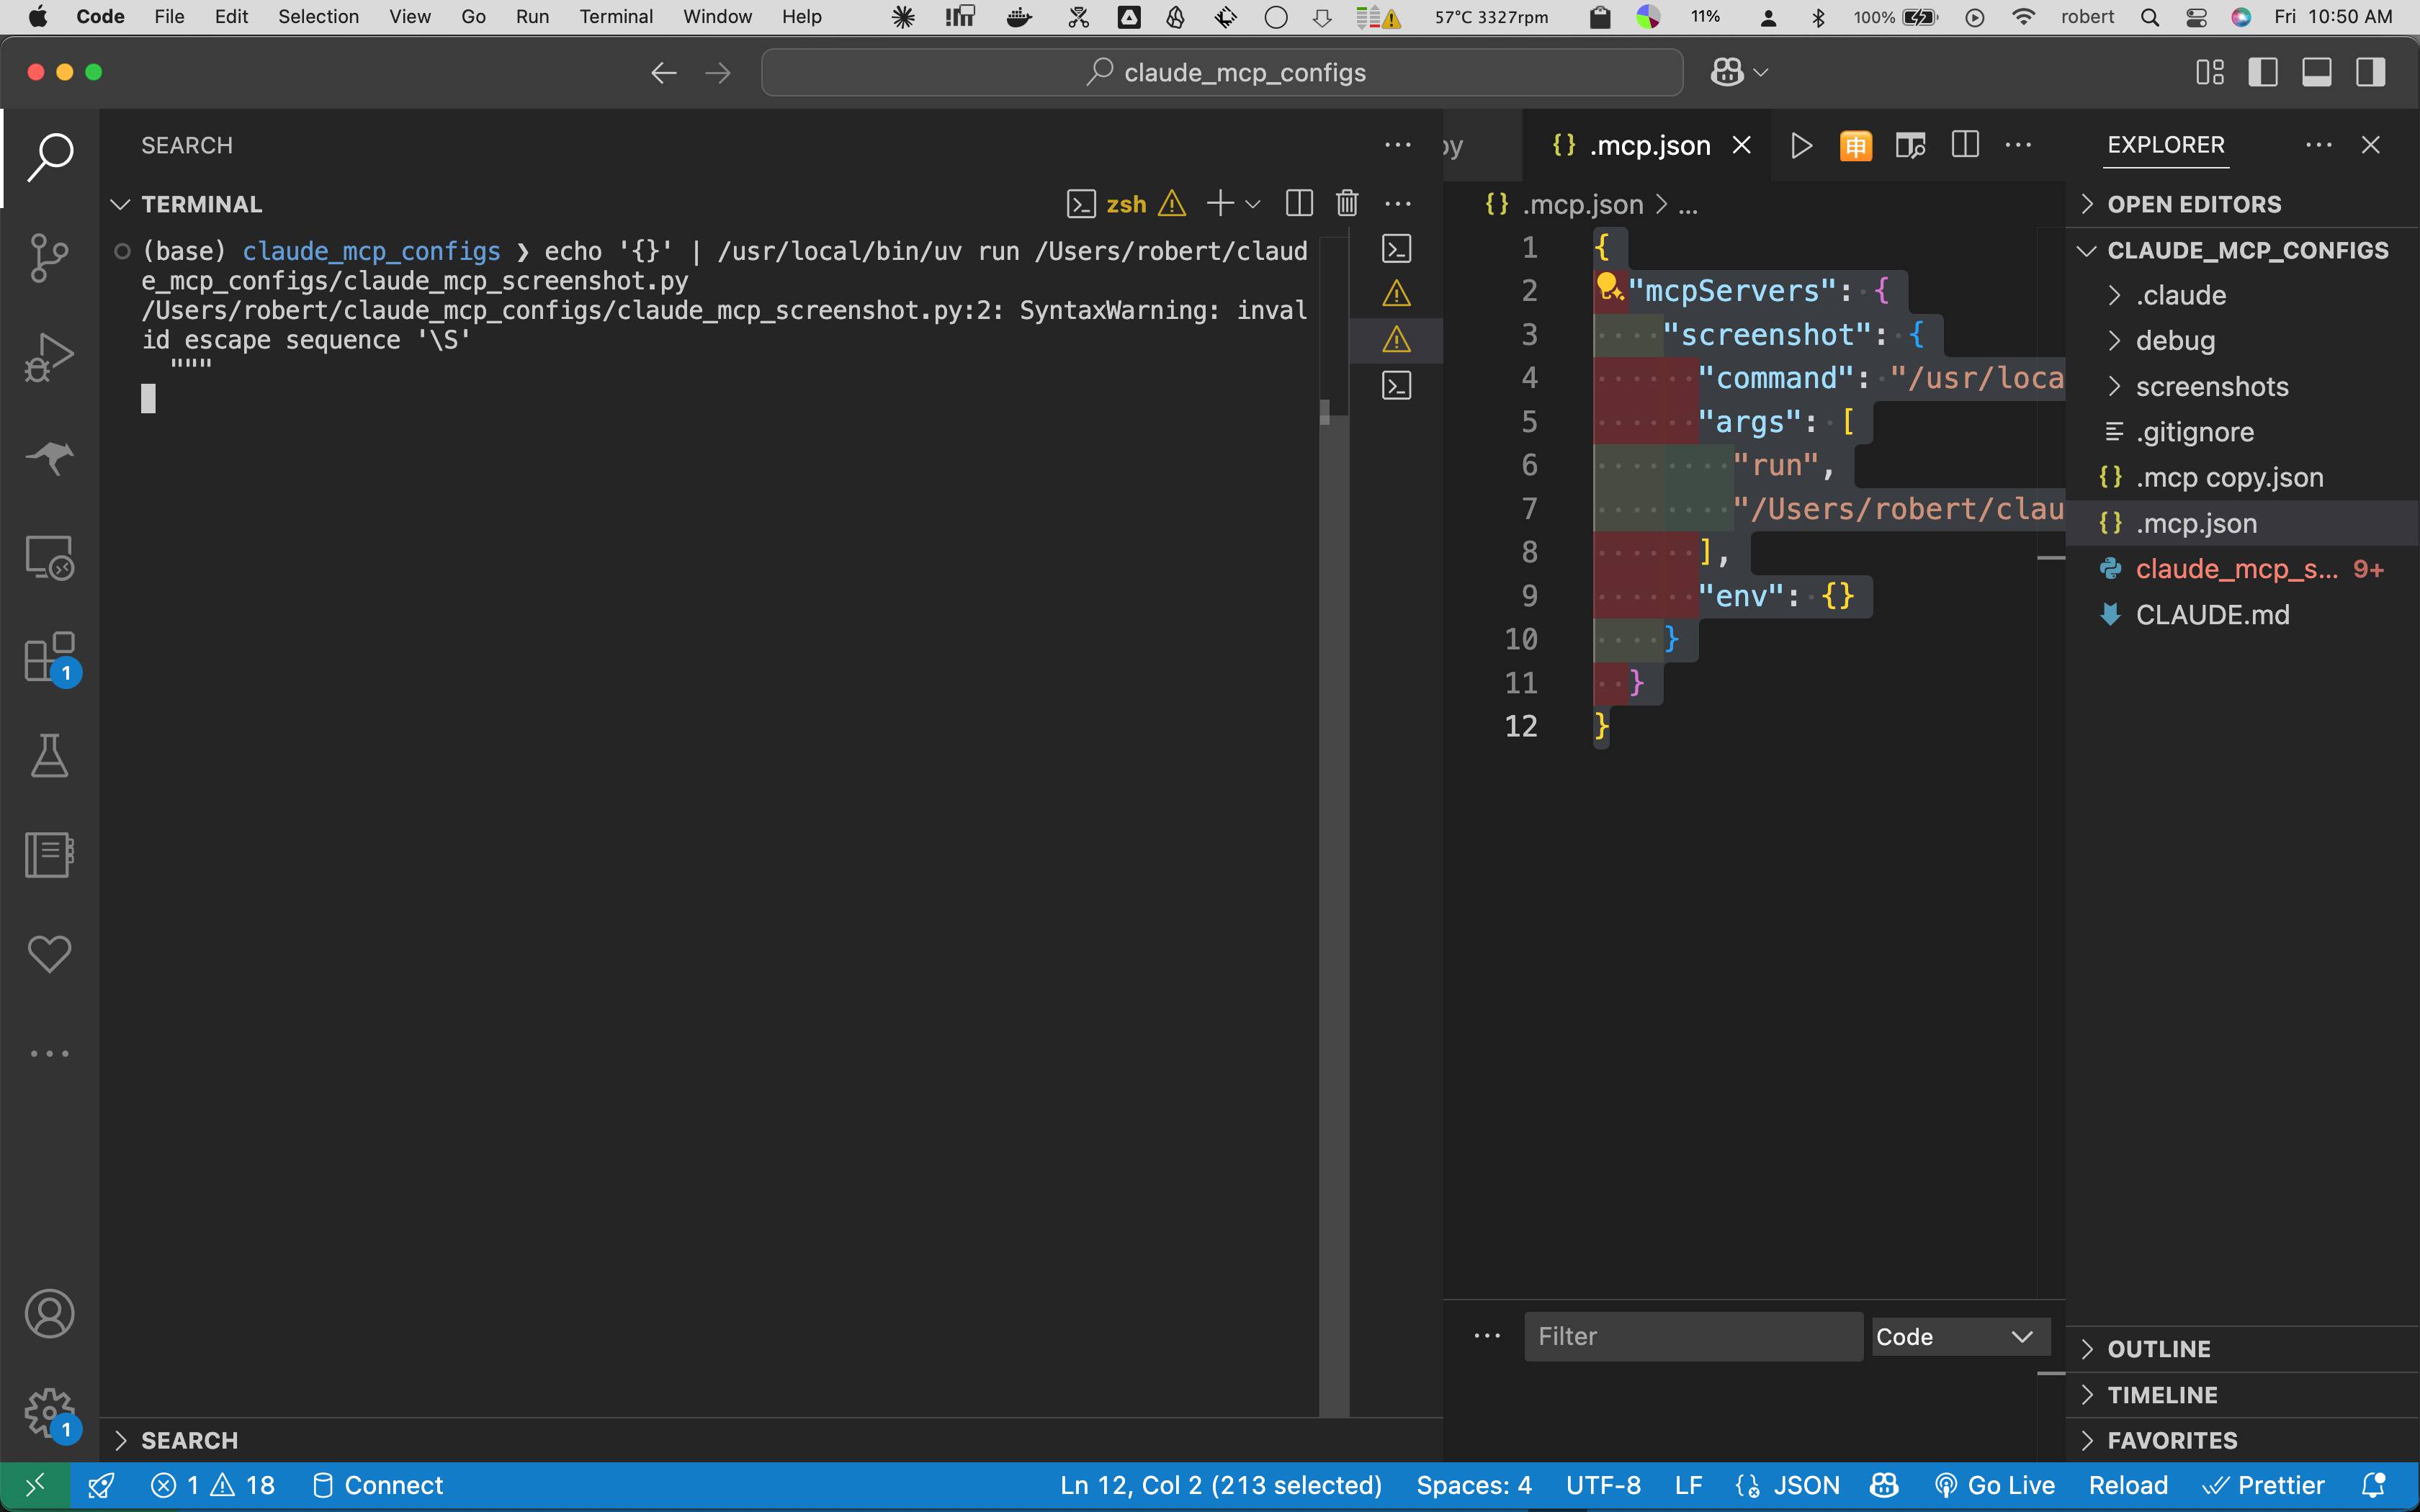 Code File Edit Selection View Go Run Terminal Window Help 57°C 3327rpm 11% 100% robert Fri 10:50 AM
claude_mcp_configs
SEARCH
TERMINAL
zsh
(base) claude_mcp_configs ❯ echo '{}' | /usr/local/bin/uv run /Users/robert/claud
e_mcp_configs/claude_mcp_screenshot.py
/Users/robert/claude_mcp_configs/claude_mcp_screenshot.py:2: SyntaxWarning: inval
id escape sequence '\S'
"""
SEARCH
py
{} .mcp.json
{} .mcp.json > ...
1 {
2 "mcpServers": {
3 "screenshot": {
4 "command": "/usr/loca
5 "args": [
6 "run",
7 "/Users/robert/clau
8 ],
9 "env": {}
10 }
11 }
12 }
Filter
Code
EXPLORER
OPEN EDITORS
CLAUDE_MCP_CONFIGS
.claude
debug
screenshots
.gitignore
{} .mcp copy.json
{} .mcp.json
claude_mcp_s... 9+
CLAUDE.md
OUTLINE
TIMELINE
FAVORITES
1
1
申
1 18 Connect Ln 12, Col 2 (213 selected) Spaces: 4 UTF-8 LF JSON Go Live Reload Prettier